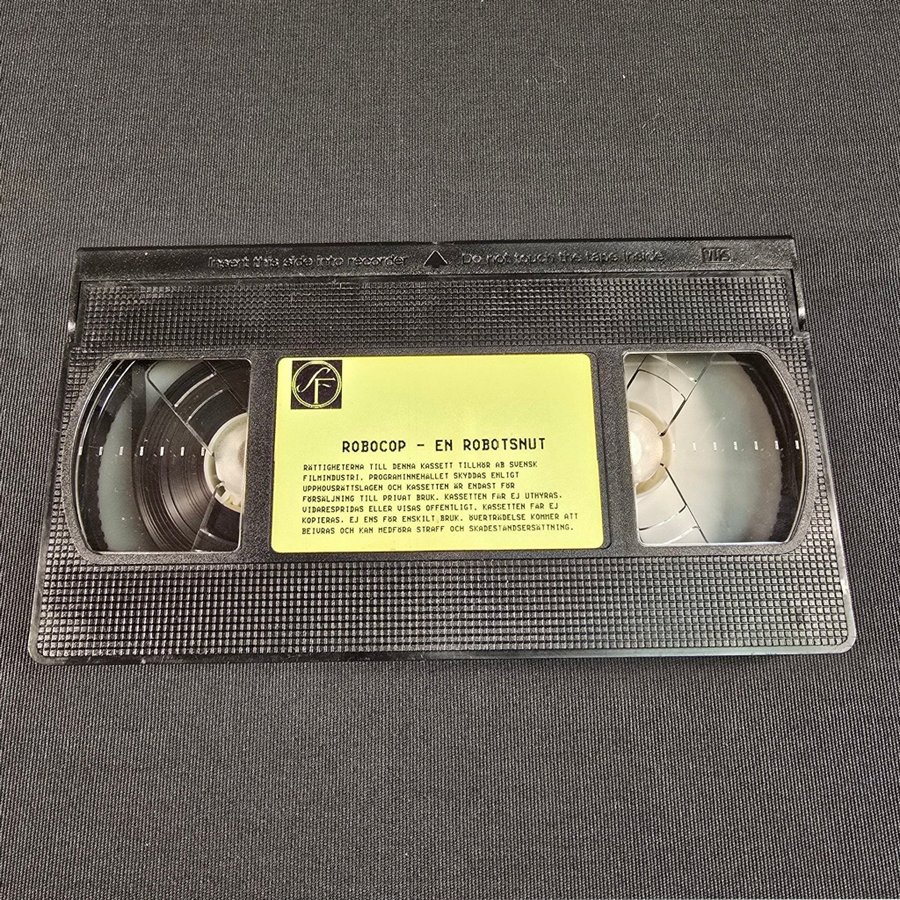 Insert this side into recorder ▲ Do not touch the tape inside VHS
SF
ROBOCOP - EN ROBOTSNUT
RÄTTIGHETERNA TILL DENNA KASSETT TILLHÖR AB SVENSK
FILMINDUSTRI. PROGRAMINNEHÅLLET SKYDDAS ENLIGT
UPPHOVSRÄTTSLAGEN OCH KASSETTEN ÄR ENDAST FÖR
FÖRSÄLJNING TILL PRIVAT BRUK. KASSETTEN FÅR EJ UTHYRAS,
VIDARESPRIDAS ELLER VISAS OFFENTLIGT. KASSETTEN FÅR EJ
KOPIERAS, EJ ENS FÖR ENSKILT BRUK. ÖVERTRÄDELSE KOMMER ATT
BEIVRAS OCH KAN MEDFÖRA STRAFF OCH SKADESTÅNDSERSÄTTNING.